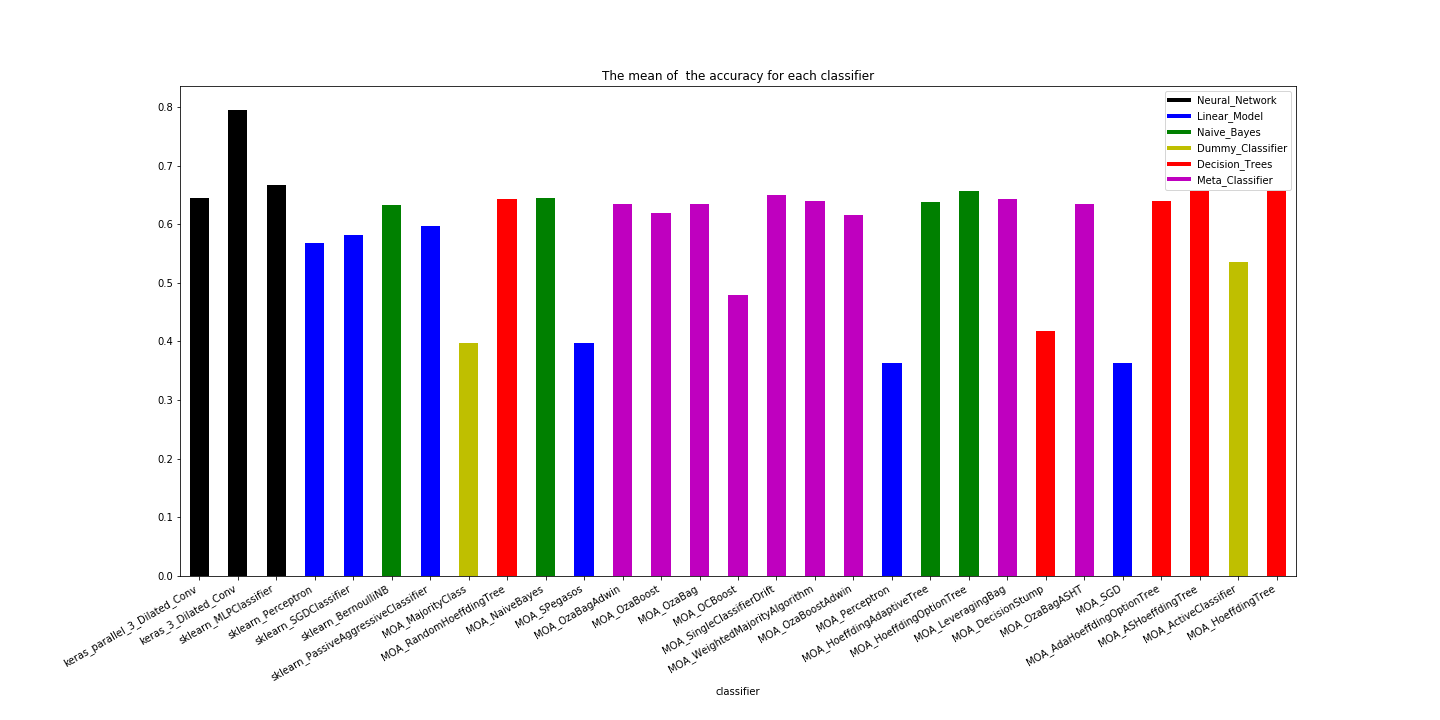 The mean of  the accuracy for each classifier
0.8
0.7
0.6
0.5
0.4
0.3
0.2
0.1
0.0
Neural_Network
Linear_Model
Naive_Bayes
Dummy_Classifier
Decision_Trees
Meta_Classifier
keras_parallel_3_Dilated_Conv
keras_3_Dilated_Conv
sklearn_MLPClassifier
sklearn_Perceptron
sklearn_SGDClassifier
sklearn_BernoulliNB
sklearn_PassiveAggressiveClassifier
MOA_MajorityClass
MOA_RandomHoeffdingTree
MOA_NaiveBayes
MOA_SPegasos
MOA_OzaBagAdwin
MOA_OzaBoost
MOA_OzaBag
MOA_OCBoost
MOA_SingleClassifierDrift
MOA_WeightedMajorityAlgorithm
MOA_OzaBoostAdwin
MOA_Perceptron
MOA_HoeffdingAdaptiveTree
MOA_HoeffdingOptionTree
MOA_LeveragingBag
MOA_DecisionStump
MOA_OzaBagASHT
MOA_SGD
MOA_AdaHoeffdingOptionTree
MOA_ASHoeffdingTree
MOA_ActiveClassifier
MOA_HoeffdingTree
classifier